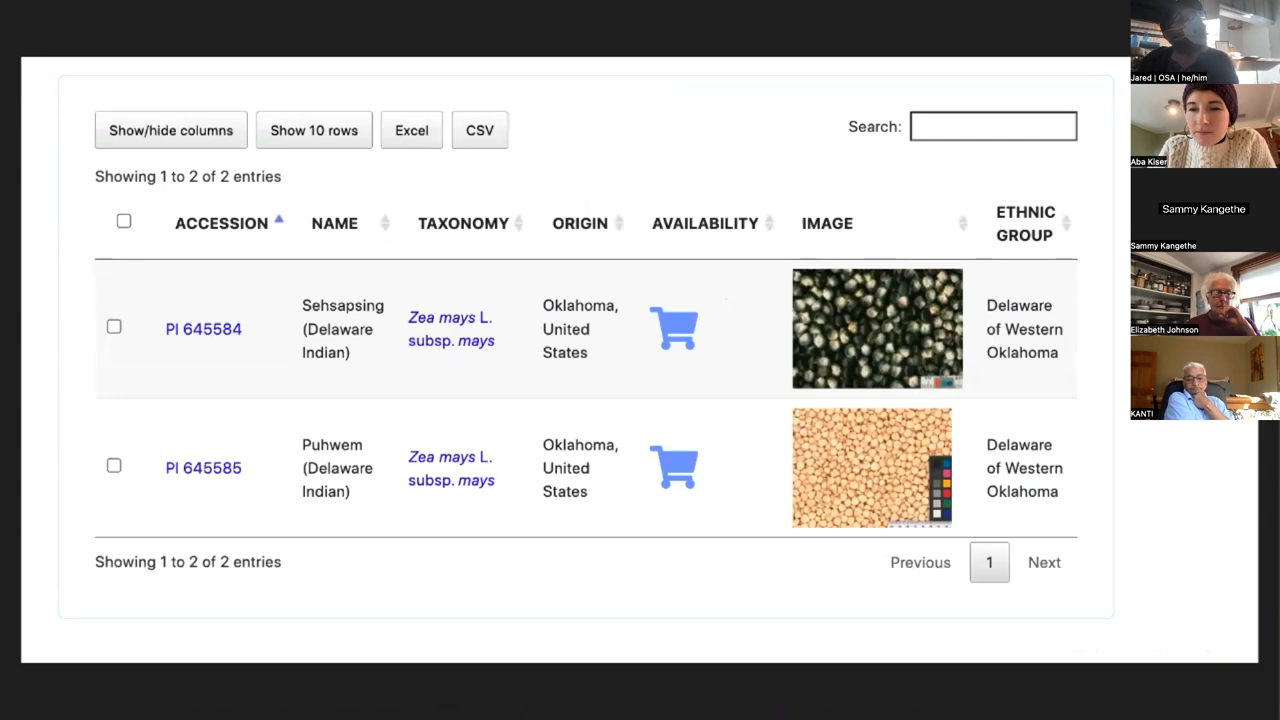 Show/hide columns Show 10 rows Excel CSV Search:
Showing 1 to 2 of 2 entries
ACCESSION NAME TAXONOMY ORIGIN AVAILABILITY IMAGE ETHNIC GROUP
PI 645584
Sehsapsing
(Delaware
Indian)
Zea mays L.
subsp. mays
Oklahoma,
United
States
Delaware
of Western
Oklahoma
PI 645585
Puhwem
(Delaware
Indian)
Zea mays L.
subsp. mays
Oklahoma,
United
States
Delaware
of Western
Oklahoma
Showing 1 to 2 of 2 entries
Previous 1 Next
Jared | OSA | he/him
Aba Kiser
Sammy Kangethe
Sammy Kangethe
Elizabeth Johnson
KANTI